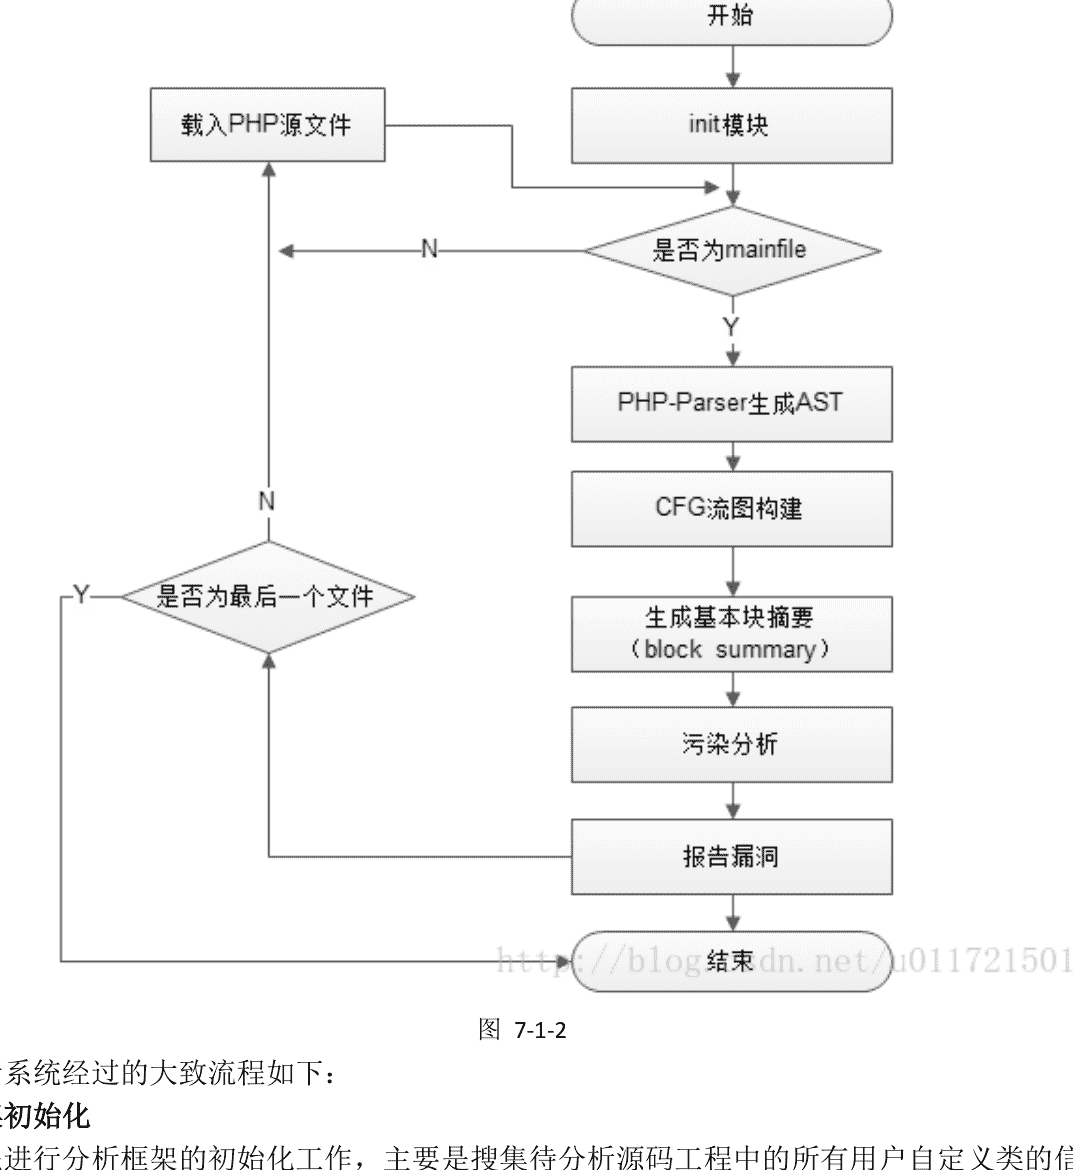 开始
载入PHP源文件
init模块
是否为mainfile
N
Y
PHP-Parser生成AST
CFG流图构建
N
是否为最后一个文件
Y
生成基本块摘要
（block summary）
污染分析
报告漏洞
结束
http://blog.csdn.net/u011721501
图 7-1-2
系统经过的大致流程如下：
初始化
进行分析框架的初始化工作，主要是搜集待分析源码工程中的所有用户自定义类的信